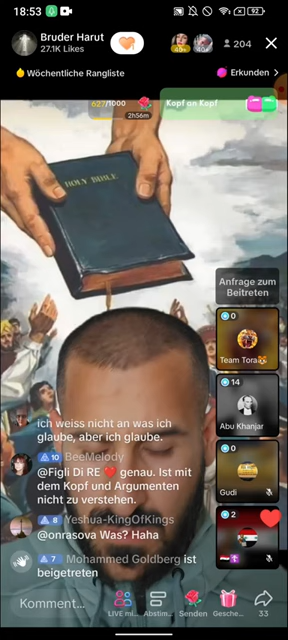 18:53
92
Bruder Harut
27.1K Likes
204
Wöchentliche Rangliste
Erkunden >
627/1000
2h56m
Kopf an Kopf
HOLY BIBLE
Anfrage zum
Beitreten
0
Team Tora
14
Abu Khanjar
0
Gudi
2
ich weiss nicht an was ich
glaube, aber ich glaube.
10 BeeMelody
@Figli Di RE ❤️ genau. Ist mit
dem Kopf und Argumenten
nicht zu verstehen.
8 Yeshua-KingOfKings
@onrasova Was? Haha
7 Mohammed Goldberg ist
beigetreten
Kommen...
LIVE mi...
Abstim...
Senden
Gesche...
33